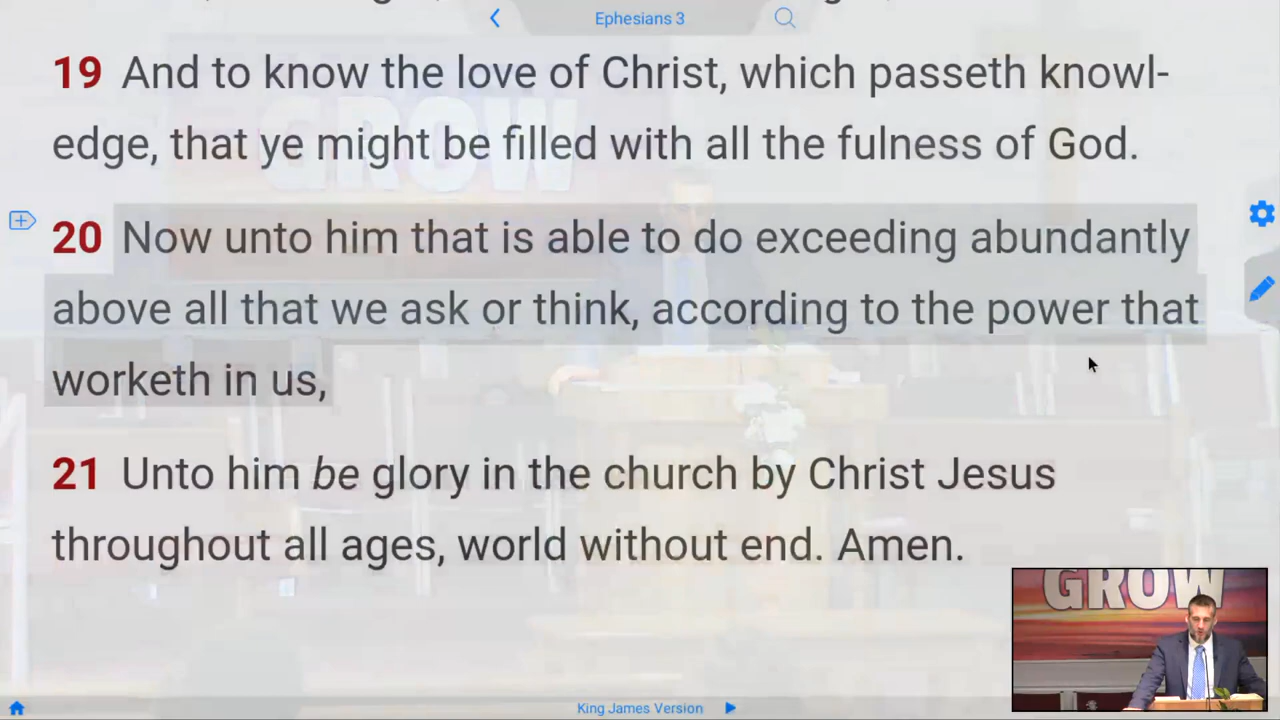 Ephesians 3
19 And to know the love of Christ, which passeth knowl-
edge, that ye might be filled with all the fulness of God.
20 Now unto him that is able to do exceeding abundantly
above all that we ask or think, according to the power that
worketh in us,
21 Unto him be glory in the church by Christ Jesus
throughout all ages, world without end. Amen.
GROW
GROW
King James Version